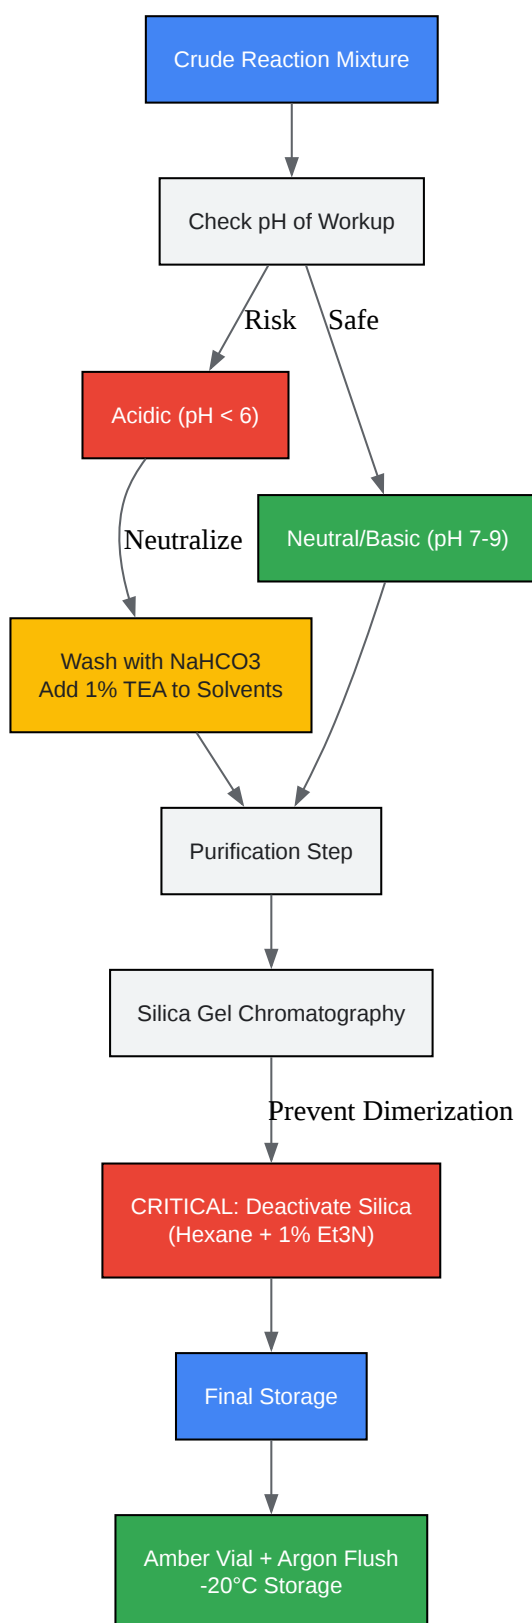 Crude Reaction Mixture
Check pH of Workup
Risk
Safe
Acidic (pH < 6)
Neutralize
Neutral/Basic (pH 7-9)
Wash with NaHCO3
Add 1% TEA to Solvents
Purification Step
Silica Gel Chromatography
Prevent Dimerization
CRITICAL: Deactivate Silica
(Hexane + 1% Et3N)
Final Storage
Amber Vial + Argon Flush
-20°C Storage